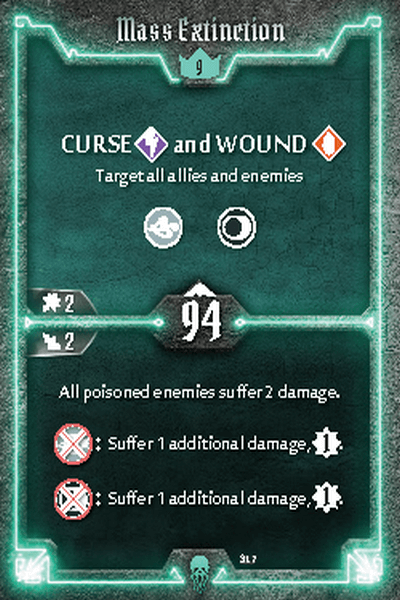 Mass Extinction
9
CURSE and WOUND
Target all allies and enemies
2
94
2
All poisoned enemies suffer 2 damage.
: Suffer 1 additional damage, 1
: Suffer 1 additional damage, 1
317